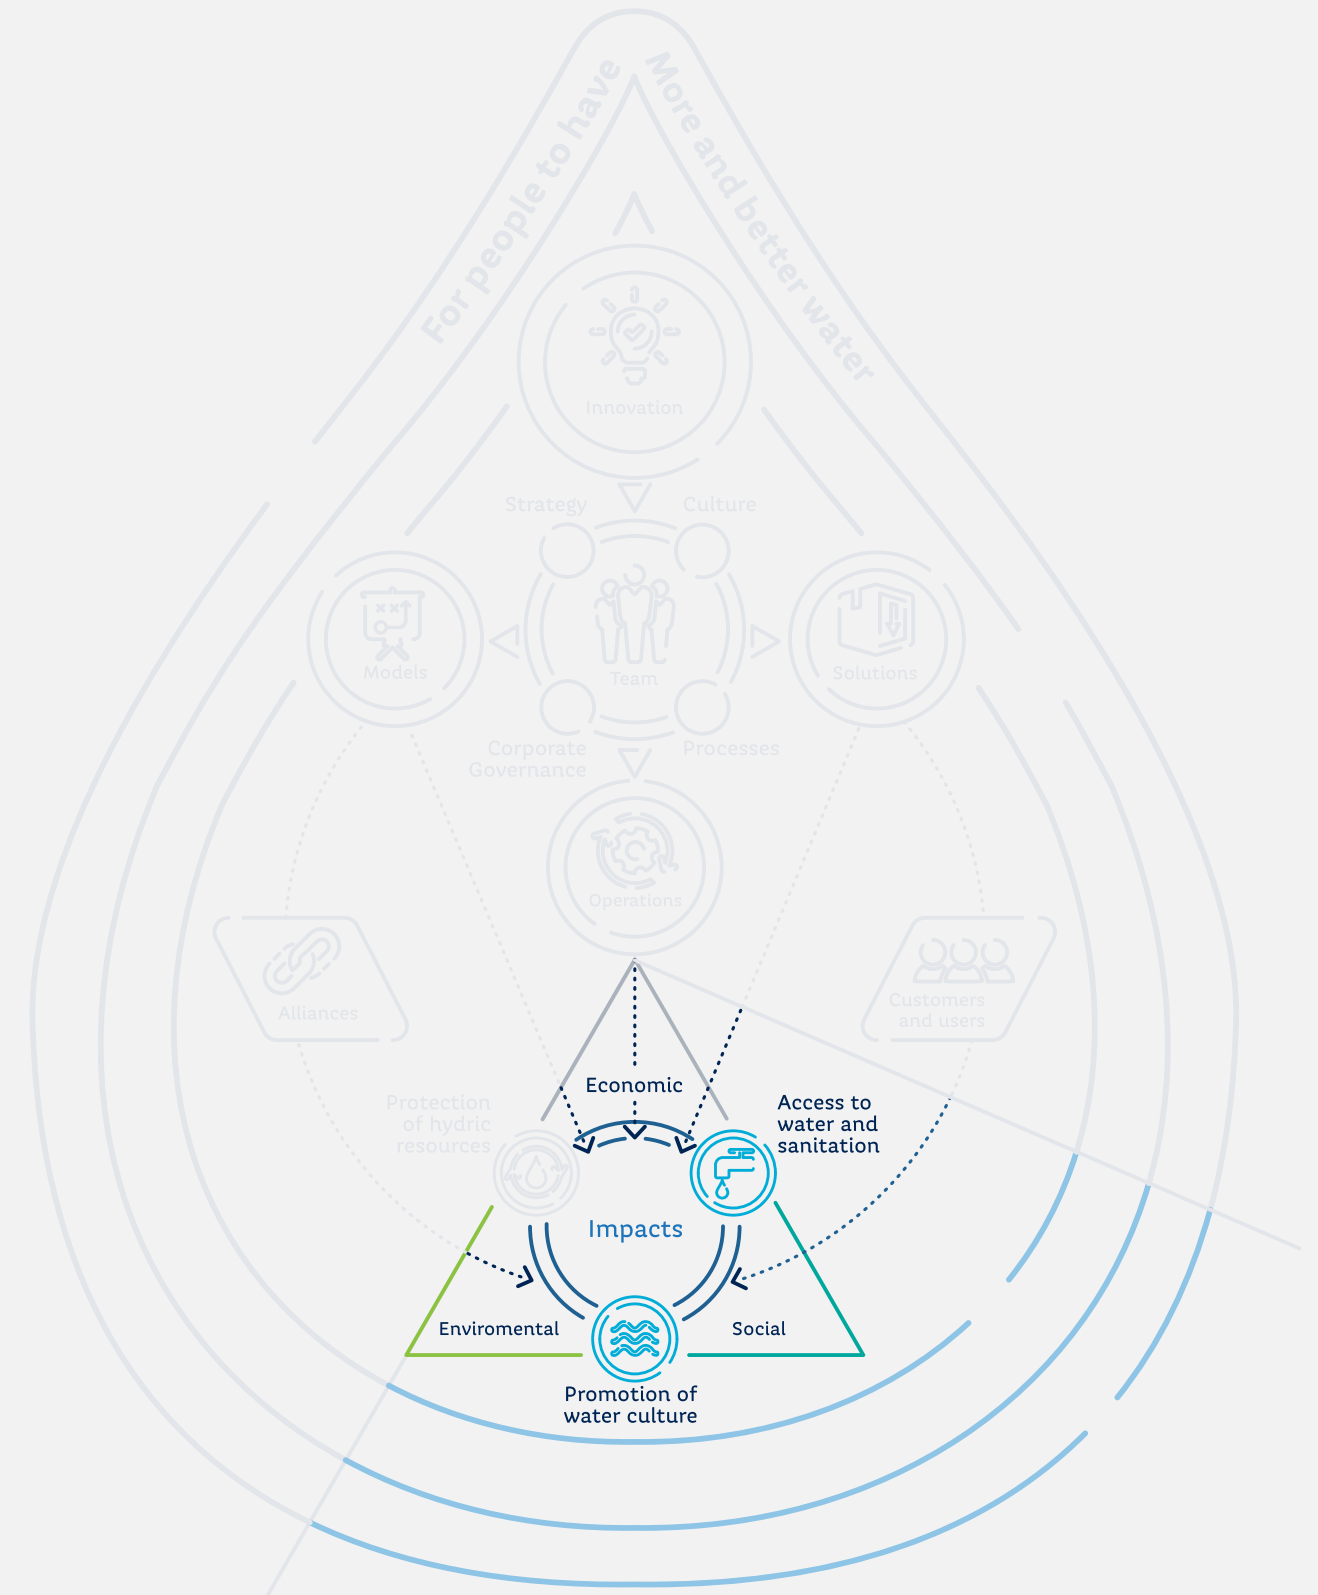 For people to have
More and better water
Innovation
Strategy
Culture
Models
Team
Solutions
Corporate
Governance
Processes
Operations
Alliances
Customers
and users
Economic
Protection
of hydric
resources
Access to
water and
sanitation
Impacts
Enviromental
Social
Promotion of
water culture